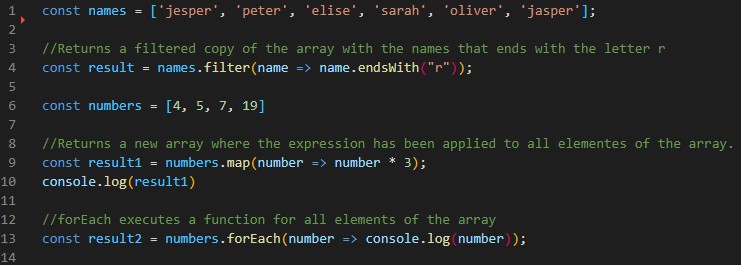 1 const names = ['jesper', 'peter', 'elise', 'sarah', 'oliver', 'jasper'];
2
3 //Returns a filtered copy of the array with the names that ends with the letter r
4 const result = names.filter(name => name.endsWith("r"));
5
6 const numbers = [4, 5, 7, 19]
7
8 //Returns a new array where the expression has been applied to all elementes of the array.
9 const result1 = numbers.map(number => number * 3);
10 console.log(result1)
11
12 //forEach executes a function for all elements of the array
13 const result2 = numbers.forEach(number => console.log(number));
14